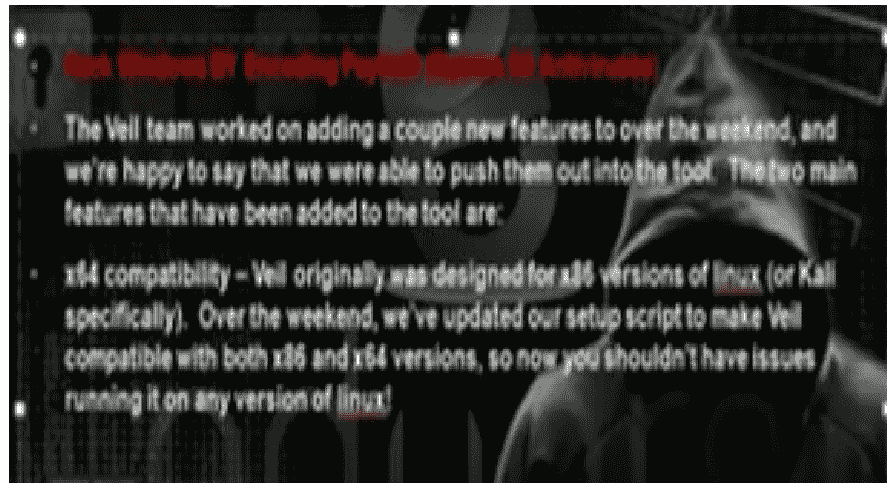 The Veil team worked on adding a couple new features to over the weekend, and
we're happy to say that we were able to push them out into the tool. The two main
features that have been added to the tool are:
x64 compatibility – Veil originally was designed for x86 versions of linux (or Kali
specifically). Over the weekend, we've updated our setup script to make Veil
compatible with both x86 and x64 versions, so now you shouldn't have issues
running it on any version of linux!